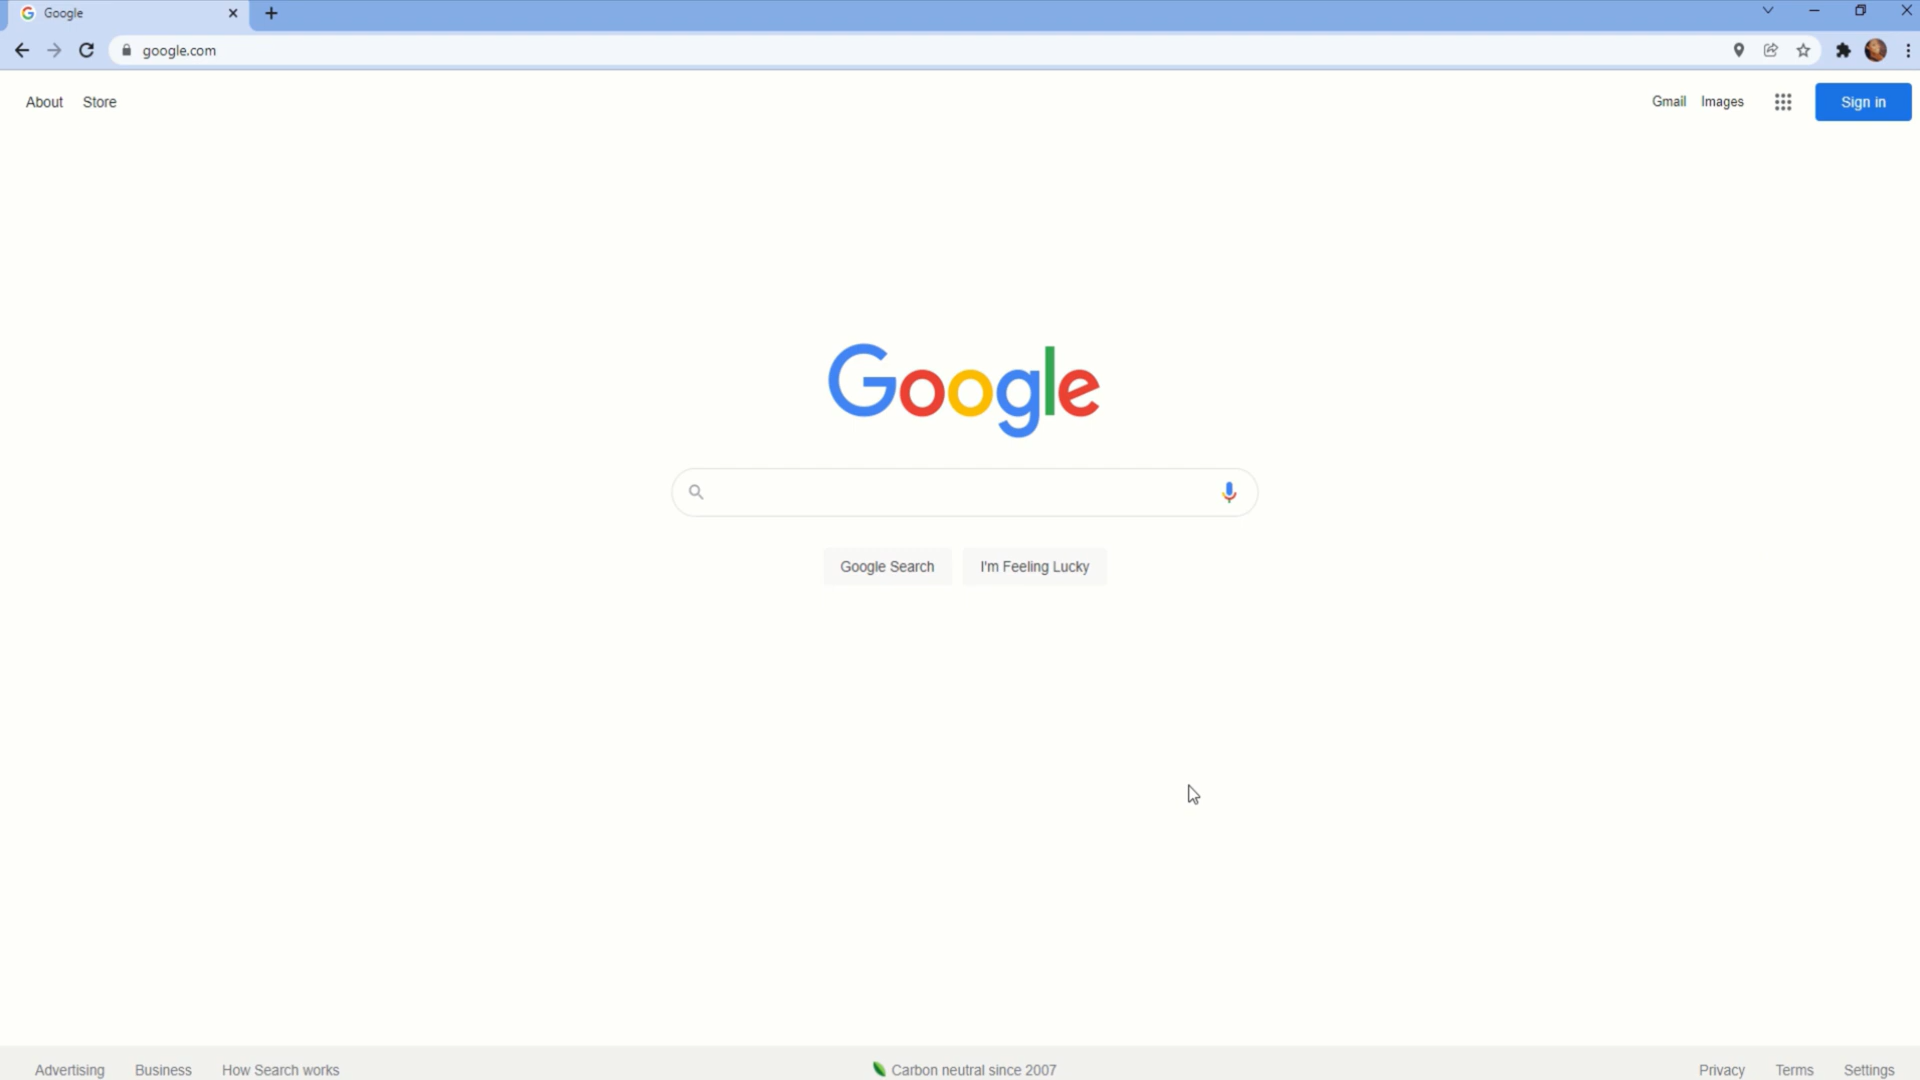 Google
google.com
About Store Gmail Images Sign in
Google
Google Search I'm Feeling Lucky
Advertising Business How Search works Carbon neutral since 2007 Privacy Terms Settings